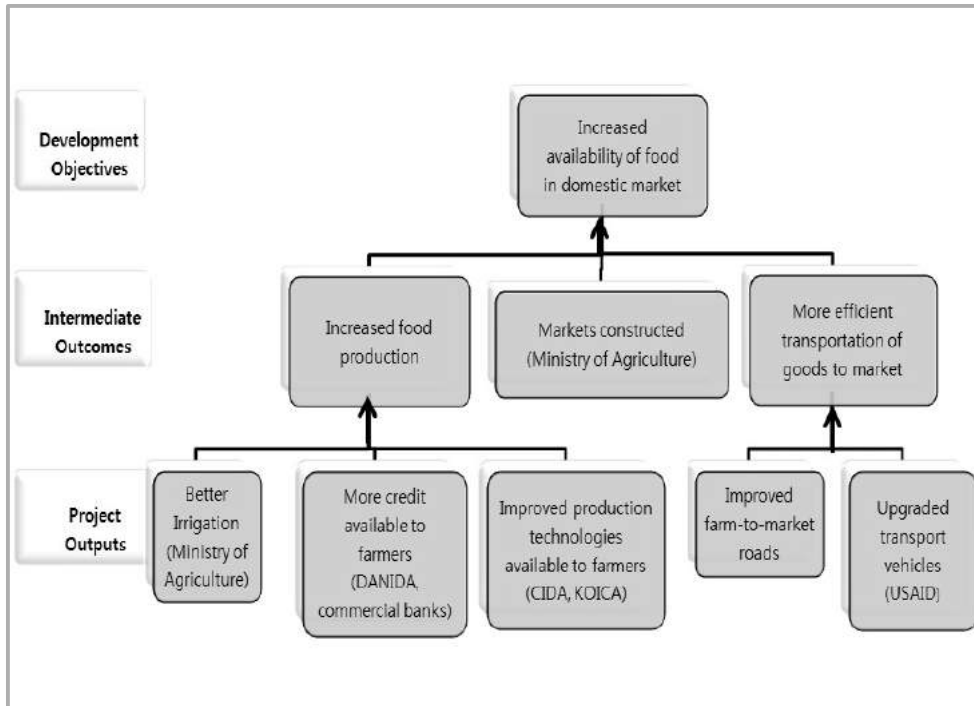 Development
Objectives
Increased
availability of food
in domestic market
Intermediate
Outcomes
Increased food
production
Markets constructed
(Ministry of Agriculture)
More efficient
transportation of
goods to market
Project
Outputs
Better
Irrigation
(Ministry of
Agriculture)
More credit
available to
farmers
(DANIDA,
commercial banks)
Improved production
technologies
available to farmers
(CIDA, KOICA)
Improved
farm-to-market
roads
Upgraded
transport
vehicles
(USAID)